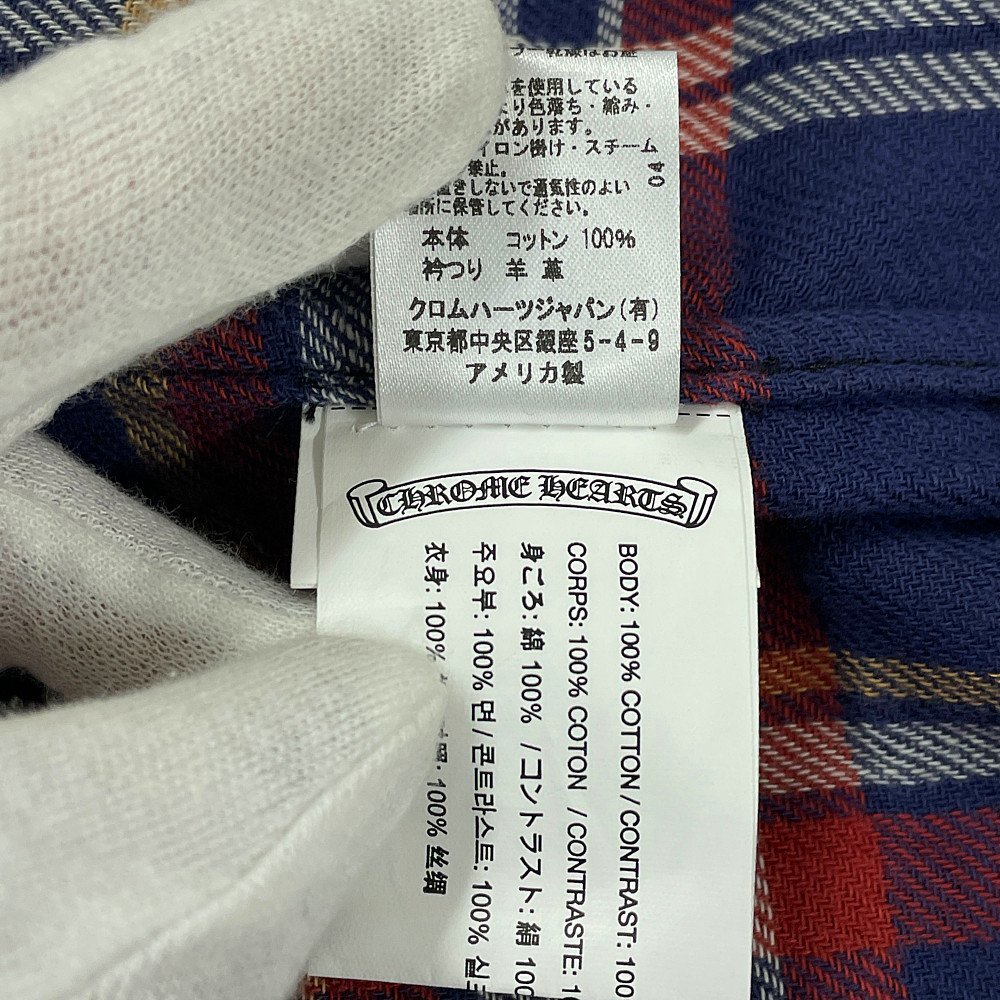 を使用している
より色落ち・縮み・
があります。
イロン掛け・スチーム
禁止。
置きしないで通気性のよい
場所に保管してください。
04
本体 コットン 100%
衿つり 羊革
クロムハーツジャパン(有)
東京都中央区銀座5-4-9
アメリカ製
CHROME HEARTS
BODY: 100% COTTON / CONTRAST: 100
CORPS: 100% COTON / CONTRASTE: 10
身ごろ: 綿 100% / コントラスト: 絹 100
주요부: 100% 면 / 콘트라스트: 100% 실크
衣身: 100% 100% 丝绸